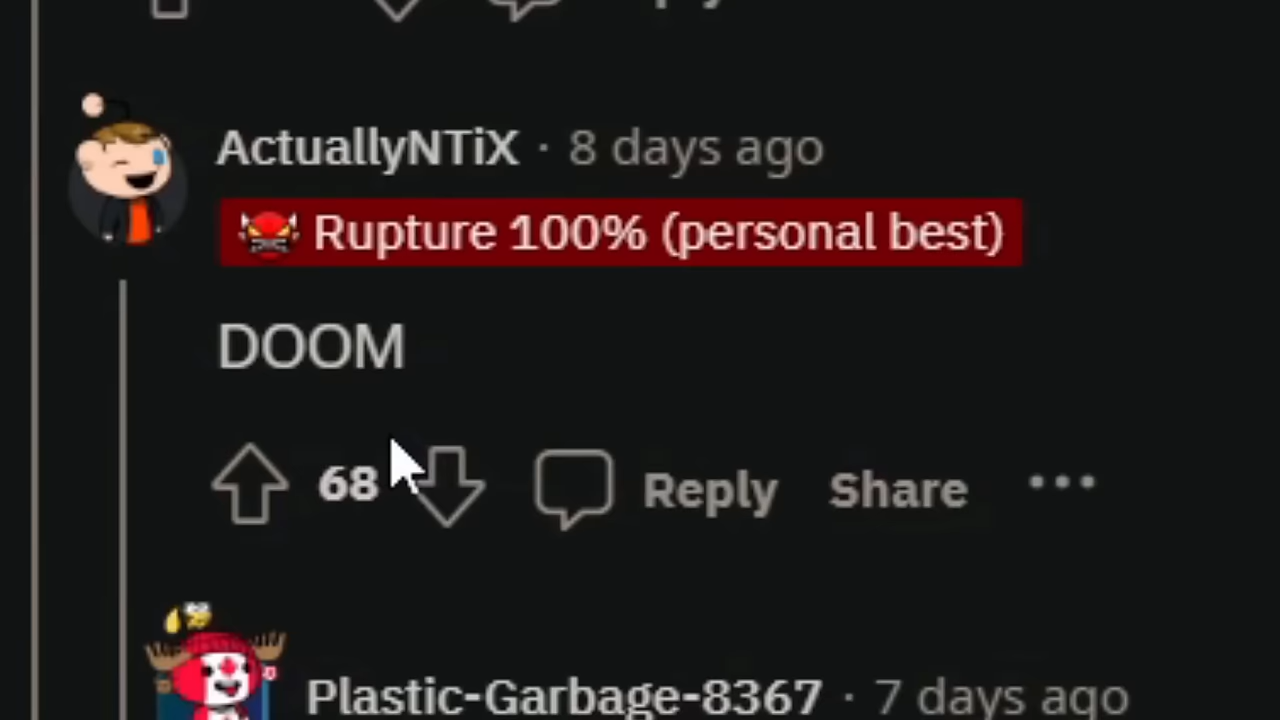 ActuallyNTiX · 8 days ago
Rupture 100% (personal best)
DOOM
68 Reply Share
Plastic-Garbage-8367 · 7 days ago